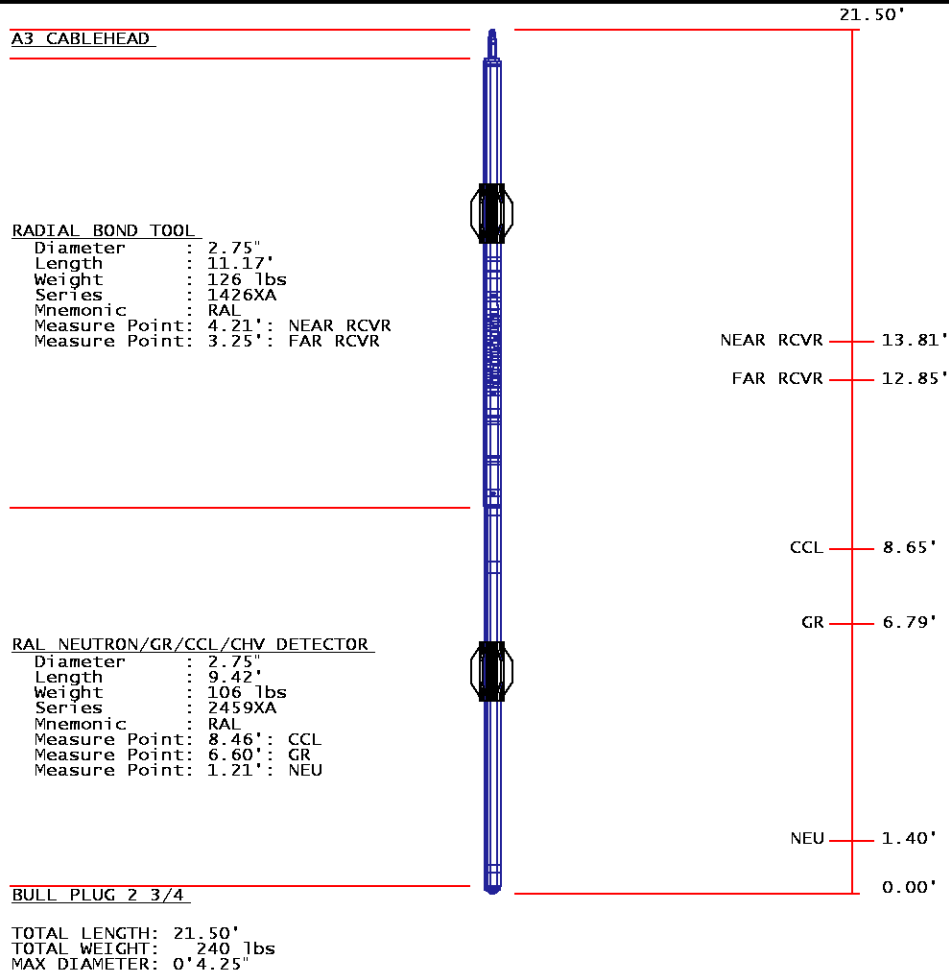 21.50'
A3 CABLEHEAD
RADIAL BOND TOOL
Diameter : 2.75"
Length : 11.17'
Weight : 126 lbs
Series : 1426XA
Mnemonic : RAL
Measure Point: 4.21': NEAR RCVR
Measure Point: 3.25': FAR RCVR
NEAR RCVR 13.81'
FAR RCVR 12.85'
CCL 8.65'
GR 6.79'
RAL NEUTRON/GR/CCL/CHV DETECTOR
Diameter : 2.75"
Length : 9.42'
Weight : 106 lbs
Series : 2459XA
Mnemonic : RAL
Measure Point: 8.46': CCL
Measure Point: 6.60': GR
Measure Point: 1.21': NEU
NEU 1.40'
0.00'
BULL PLUG 2 3/4
TOTAL LENGTH: 21.50'
TOTAL WEIGHT: 240 lbs
MAX DIAMETER: 0'4.25"